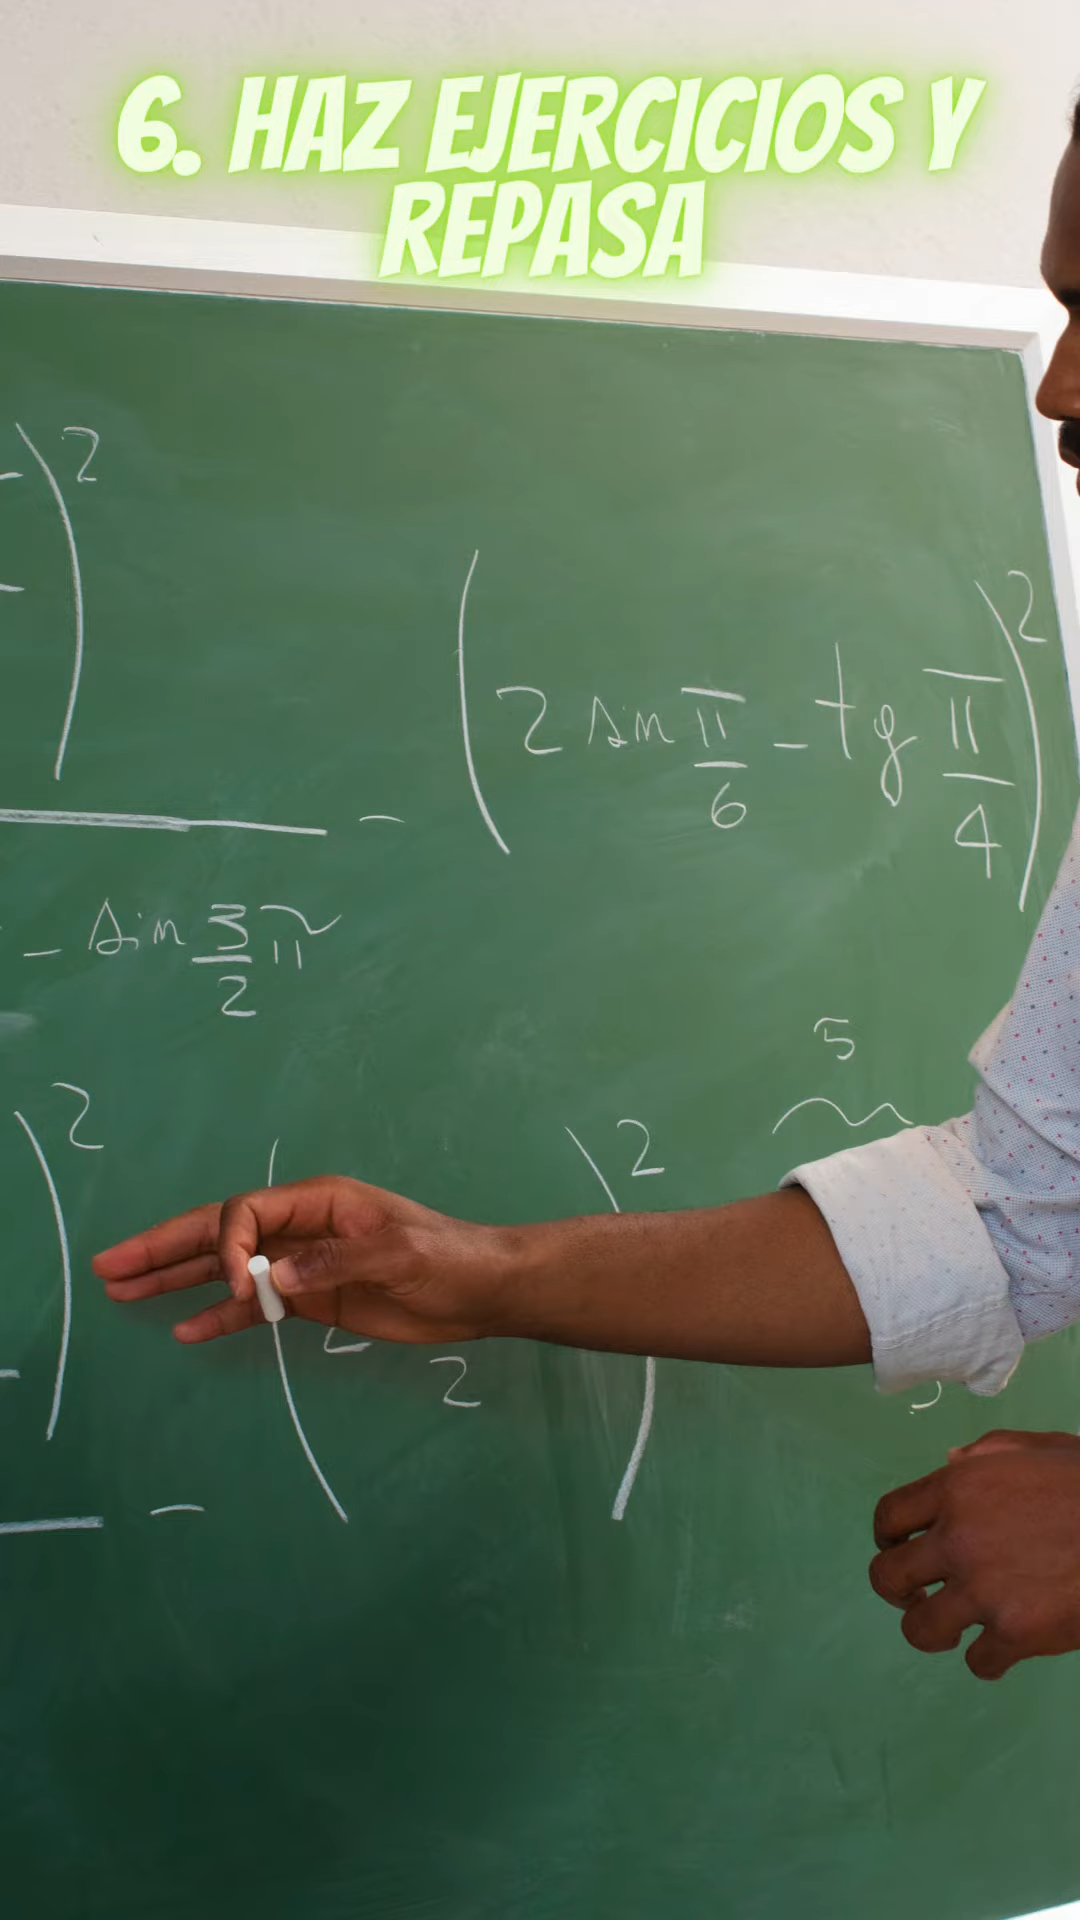 6. HAZ EJERCICIOS Y
REPASA
)²
(2 sin π/6 - tg π/4)²
-
- sin 3/2 π
5
)²
( 2 )²
-